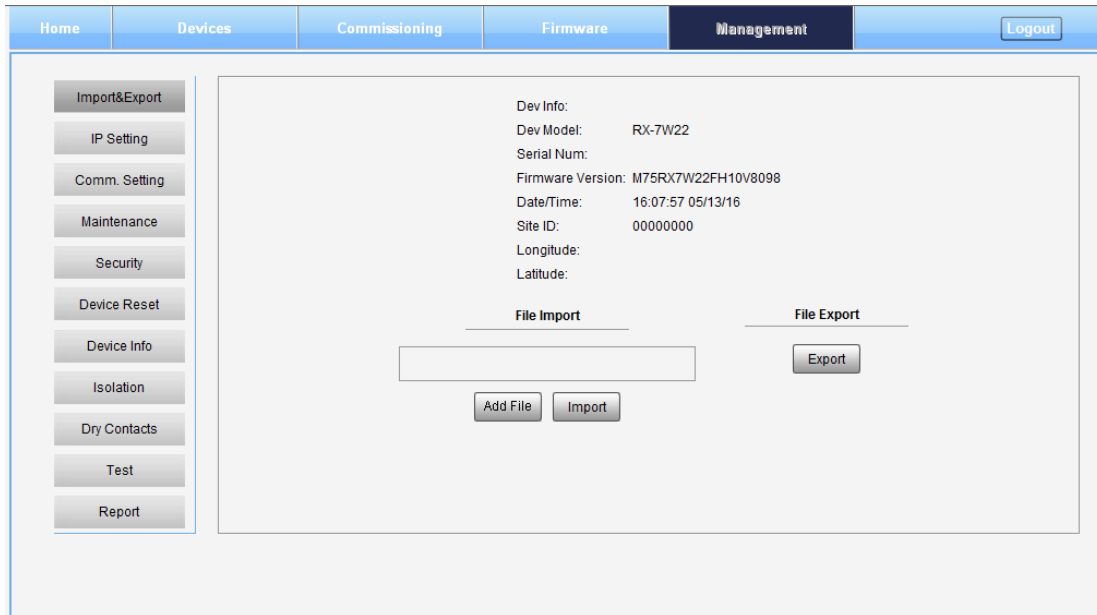 Home Devices Commissioning Firmware Management Logout
Import&Export
IP Setting
Comm. Setting
Maintenance
Security
Device Reset
Device Info
Isolation
Dry Contacts
Test
Report
Dev Info:
Dev Model: RX-7W22
Serial Num:
Firmware Version: M75RX7W22FH10V8098
Date/Time: 16:07:57 05/13/16
Site ID: 00000000
Longitude:
Latitude:
File Import
Add File Import
File Export
Export